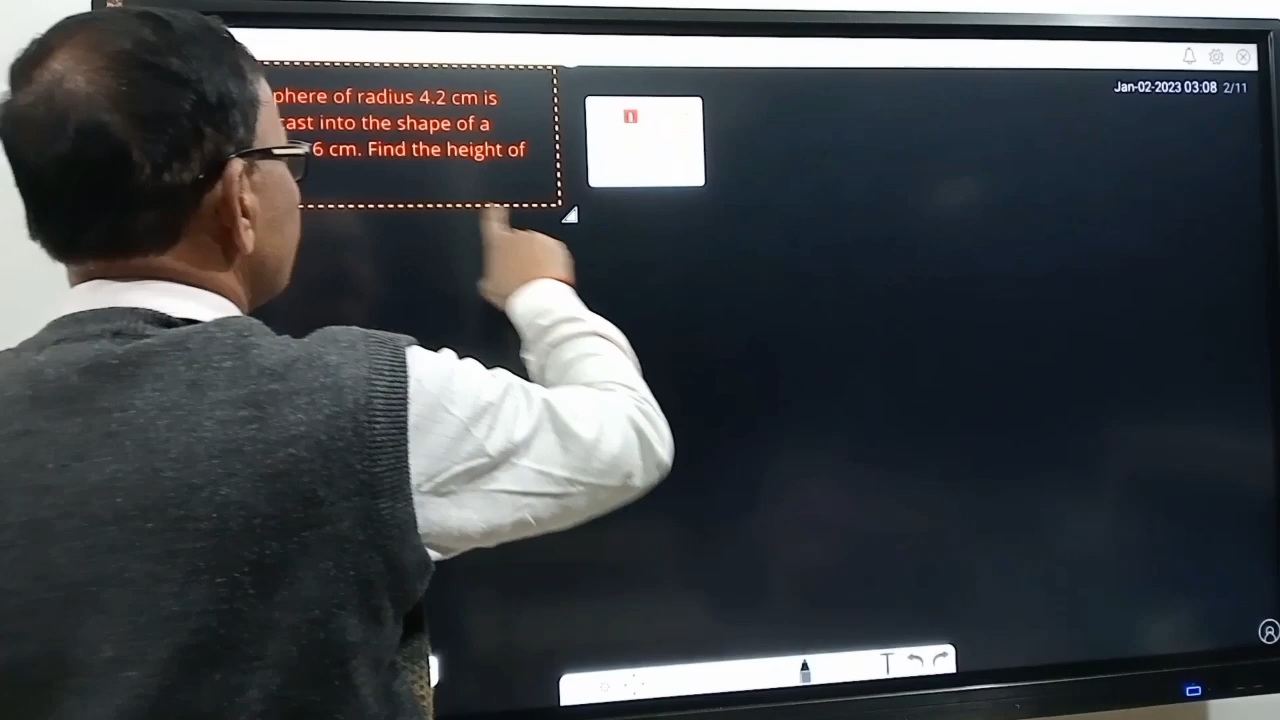 phere of radius 4.2 cm is
cast into the shape of a
6 cm. Find the height of
Jan-02-2023 03:08 2/11
T